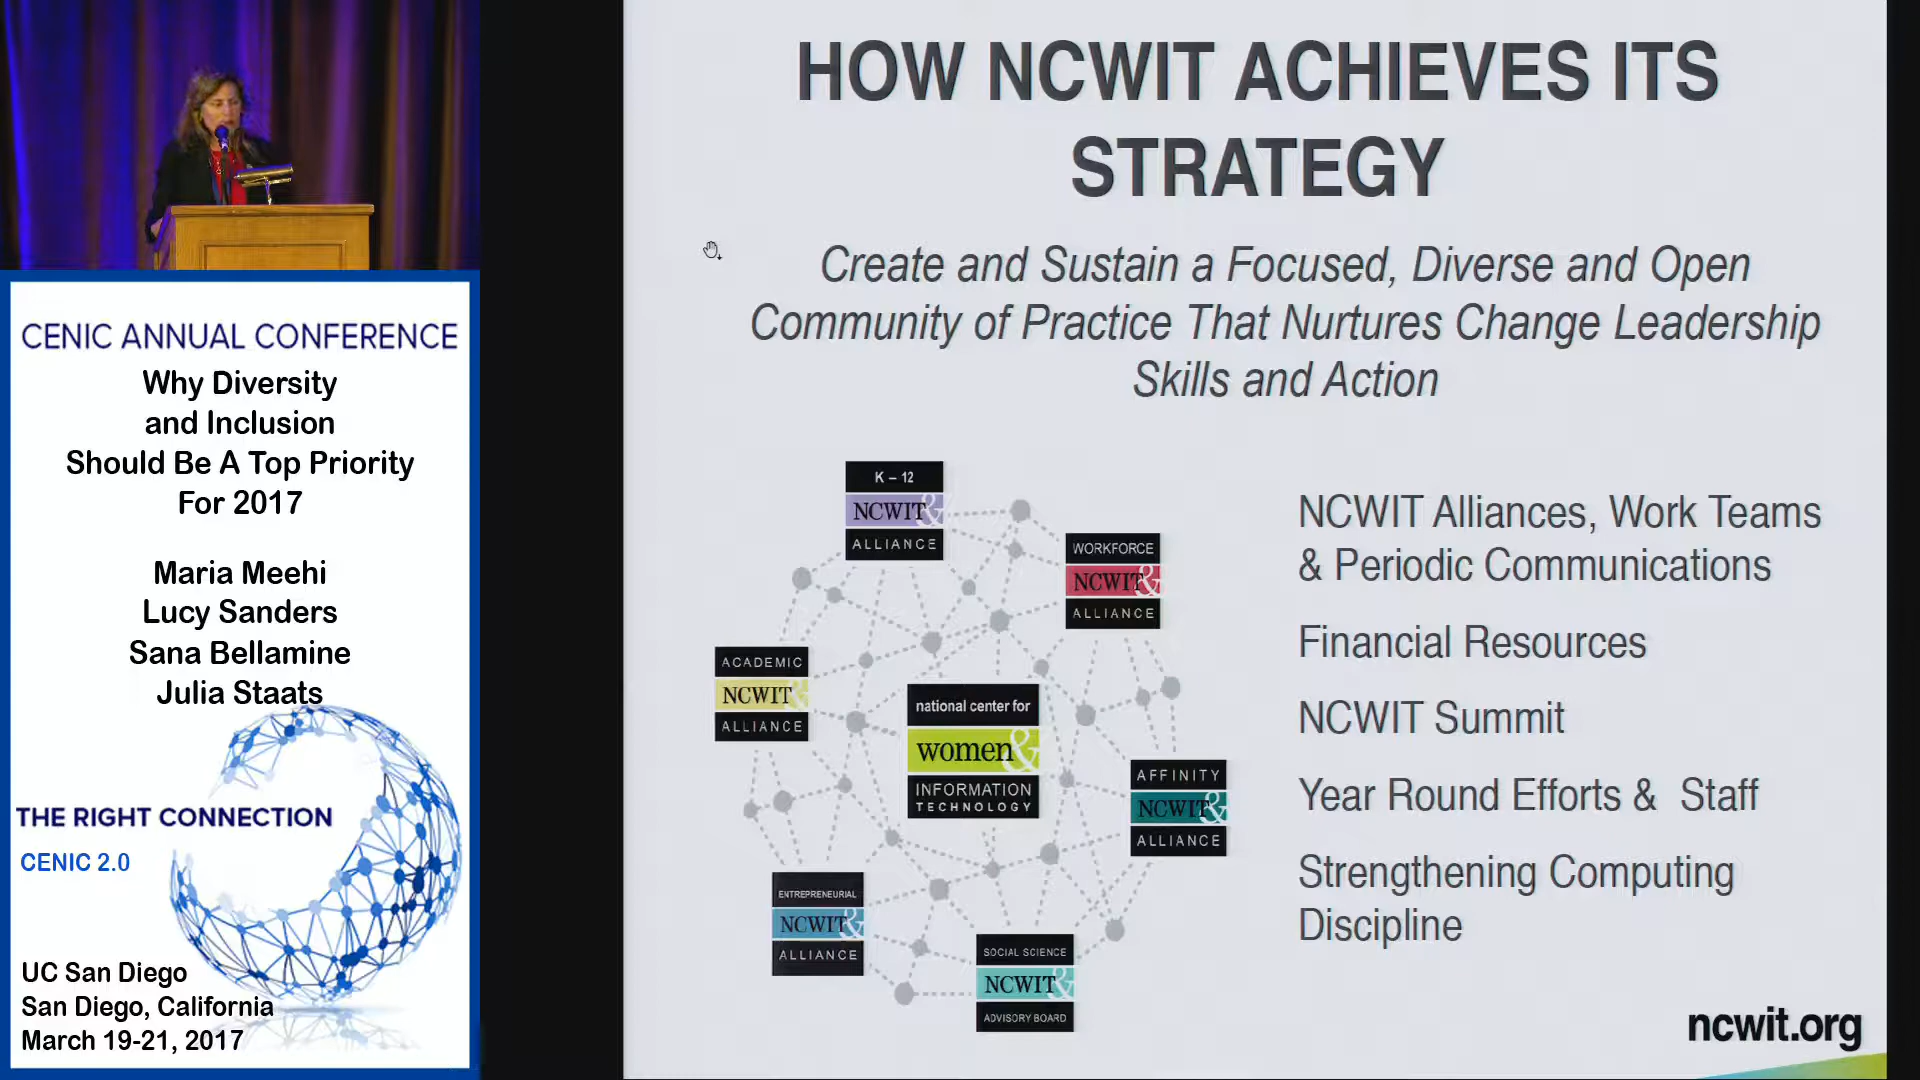 CENIC ANNUAL CONFERENCE
Why Diversity
and Inclusion
Should Be A Top Priority
For 2017
Maria Meehi
Lucy Sanders
Sana Bellamine
Julia Staats
THE RIGHT CONNECTION
CENIC 2.0
UC San Diego
San Diego, California
March 19-21, 2017
HOW NCWIT ACHIEVES ITS
STRATEGY
Create and Sustain a Focused, Diverse and Open
Community of Practice That Nurtures Change Leadership
Skills and Action
K – 12
NCWIT&
ALLIANCE
WORKFORCE
NCWIT&
ALLIANCE
ACADEMIC
NCWIT&
ALLIANCE
national center for
women&
INFORMATION
TECHNOLOGY
AFFINITY
NCWIT&
ALLIANCE
ENTREPRENEURIAL
NCWIT&
ALLIANCE
SOCIAL SCIENCE
NCWIT&
ADVISORY BOARD
NCWIT Alliances, Work Teams
& Periodic Communications
Financial Resources
NCWIT Summit
Year Round Efforts & Staff
Strengthening Computing
Discipline
ncwit.org